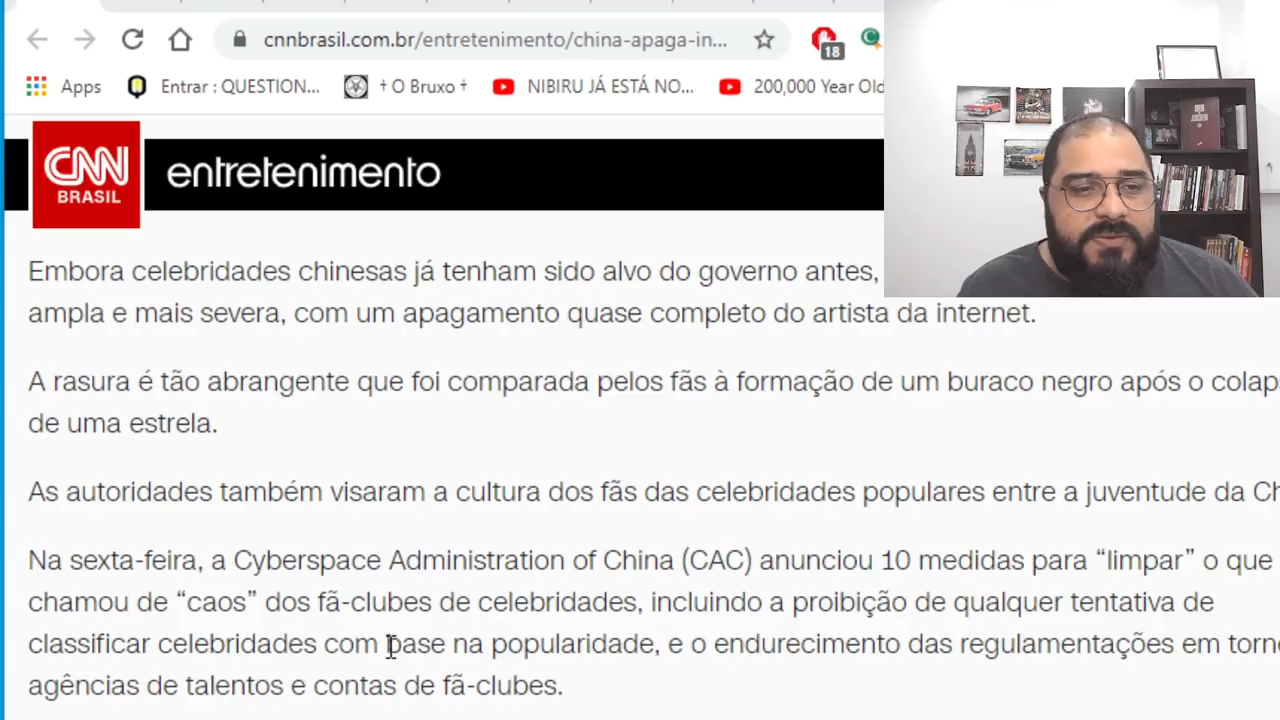 cnnbrasil.com.br/entretenimento/china-apaga-in...
18
Apps
Entrar : QUESTION...
† O Bruxo †
NIBIRU JÁ ESTÁ NO...
200,000 Year Old
CNN
BRASIL
entretenimento
Embora celebridades chinesas já tenham sido alvo do governo antes,
ampla e mais severa, com um apagamento quase completo do artista da internet.
A rasura é tão abrangente que foi comparada pelos fãs à formação de um buraco negro após o colaps
de uma estrela.
As autoridades também visaram a cultura dos fãs das celebridades populares entre a juventude da Ch
Na sexta-feira, a Cyberspace Administration of China (CAC) anunciou 10 medidas para “limpar” o que
chamou de “caos” dos fã-clubes de celebridades, incluindo a proibição de qualquer tentativa de
classificar celebridades com base na popularidade, e o endurecimento das regulamentações em torno
agências de talentos e contas de fã-clubes.